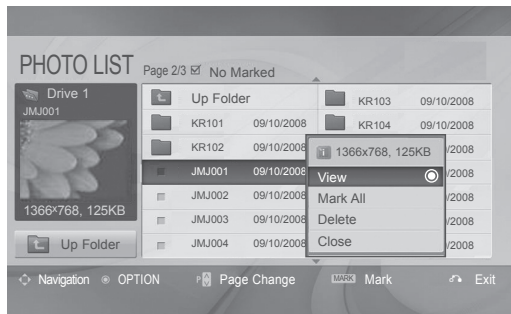 PHOTO LIST Page 2/3 No Marked
Drive 1
JMJ001
1366x768, 125KB
Up Folder
Up Folder
KR101 09/10/2008
KR102 09/10/2008
JMJ001 09/10/2008
JMJ002 09/10/2008
JMJ003 09/10/2008
JMJ004 09/10/2008
KR103 09/10/2008
KR104 09/10/2008
/2008
/2008
/2008
/2008
/2008
1366x768, 125KB
View
Mark All
Delete
Close
Navigation OPTION P Page Change MARK Mark Exit